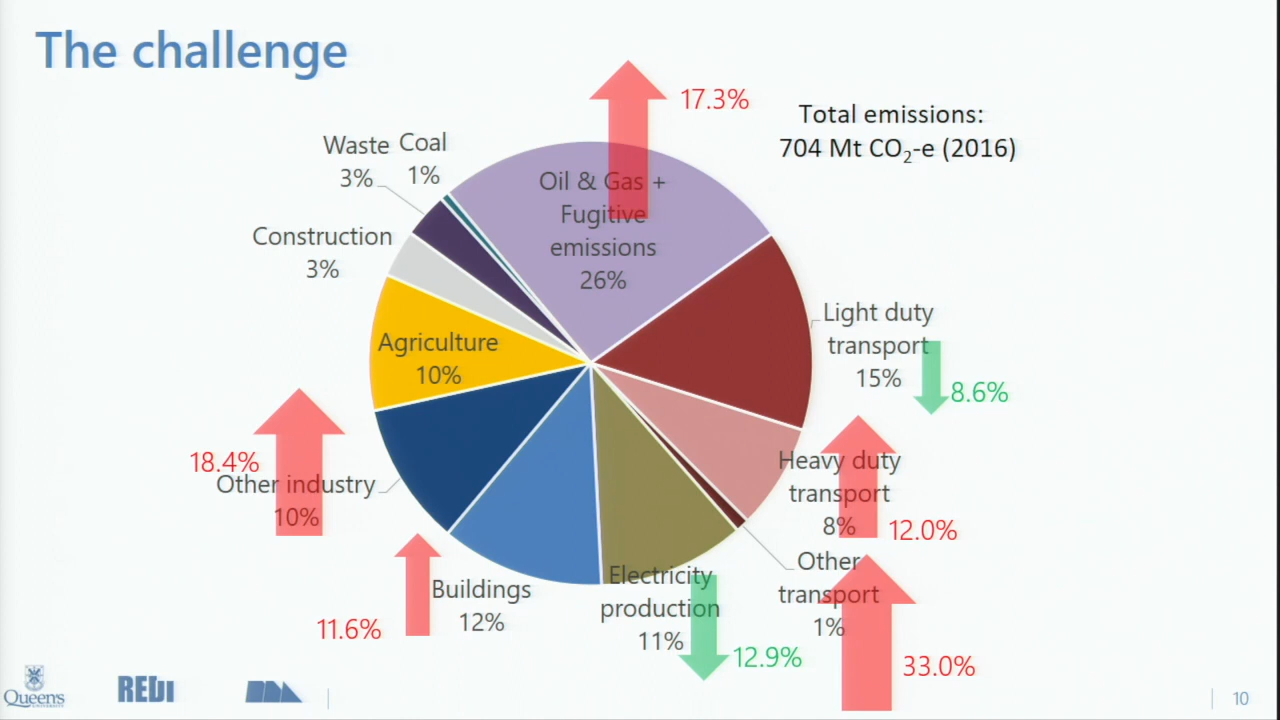 The challenge
17.3%
Total emissions:
704 Mt CO₂-e (2016)
Waste
3%
Coal
1%
Oil & Gas +
Fugitive
emissions
26%
Construction
3%
Light duty
transport
15%
8.6%
Agriculture
10%
18.4%
Other industry
10%
Heavy duty
transport
8%
12.0%
Other
transport
1%
33.0%
Electricity
production
11%
12.9%
Buildings
12%
11.6%
Queens
UNIVERSITY
10